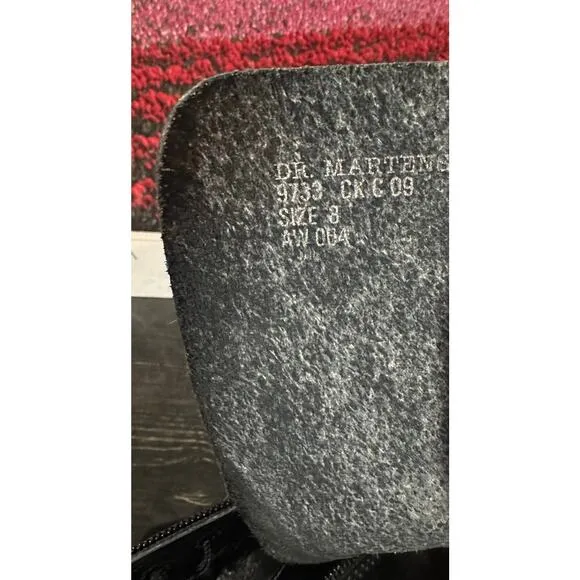 DR. MARTENS
9733 CK C 09
SIZE 8
AW 004